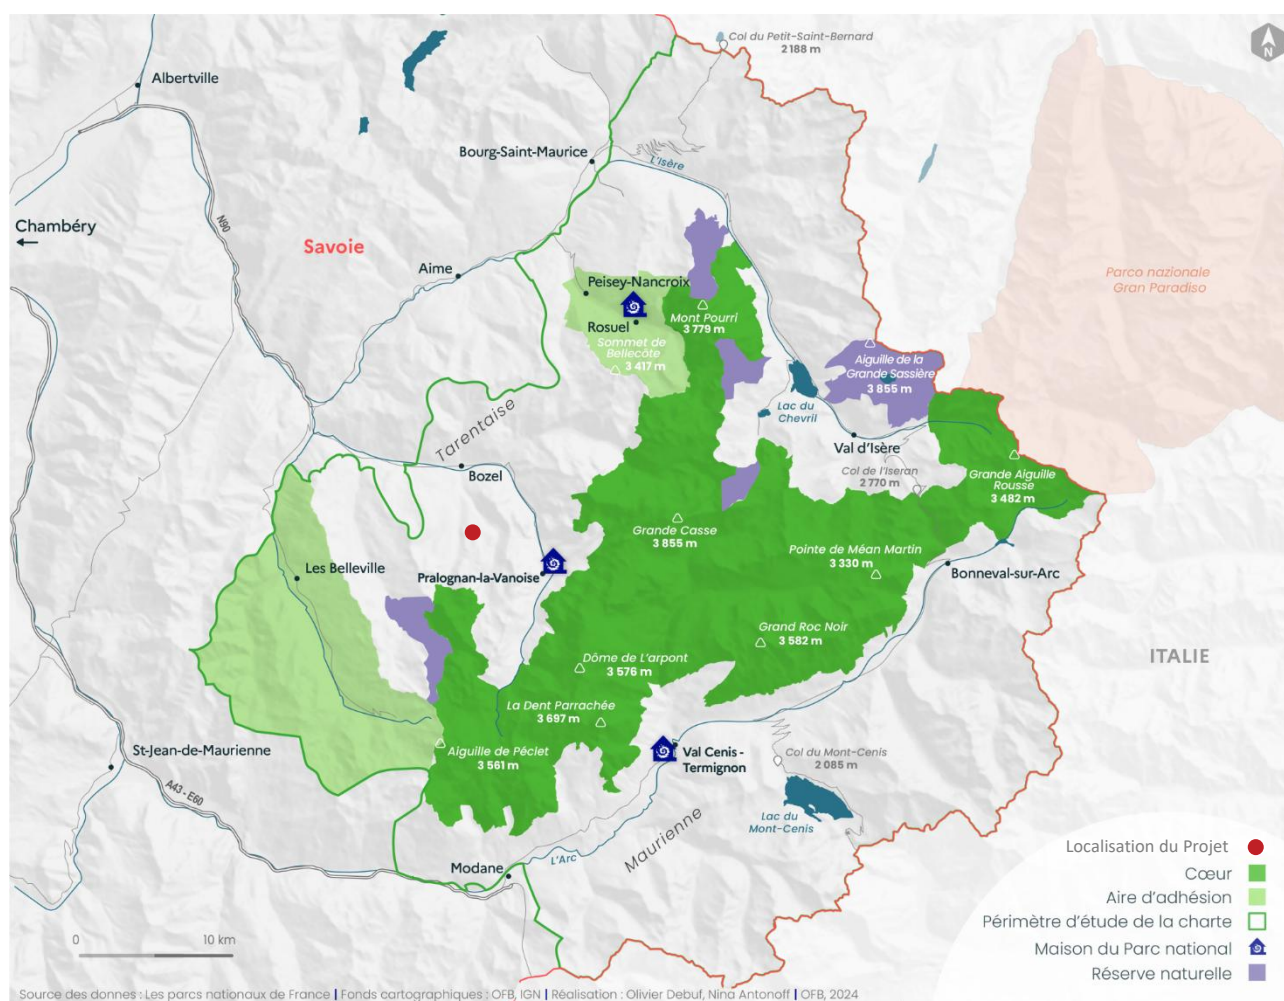 Col du Petit-Saint-Bernard
2 188 m
N
Albertville
Bourg-Saint-Maurice
L'Isère
Chambéry
N90
Savoie
Aime
Parco nazionale
Gran Paradiso
Peisey-Nancroix
Rosuel
Mont Pourri
3 779 m
Sommet de
Bellecôte
3 417 m
Aiguille de la
Grande Sassière
3 855 m
Lac du
Chevril
Tarentaise
Val d'Isère
Bozel
Col de l'Iseran
2 770 m
Grande Aiguille
Rousse
3 482 m
Grande Casse
3 855 m
Les Belleville
Pralognan-la-Vanoise
Pointe de Méan Martin
3 330 m
Bonneval-sur-Arc
Grand Roc Noir
3 582 m
Dôme de L'arpont
3 576 m
ITALIE
La Dent Parrachée
3 697 m
St-Jean-de-Maurienne
Aiguille de Péclet
3 561 m
Val Cenis -
Termignon
Col du Mont-Cenis
2 085 m
A43 - E60
Lac du
Mont-Cenis
Maurienne
L'Arc
Modane
Localisation du Projet
Cœur
Aire d'adhésion
Périmètre d'étude de la charte
Maison du Parc national
Réserve naturelle
0 10 km
Source des donnes : Les parcs nationaux de France | Fonds cartographiques : OFB, IGN | Réalisation : Olivier Debuf, Nina Antonoff | OFB, 2024